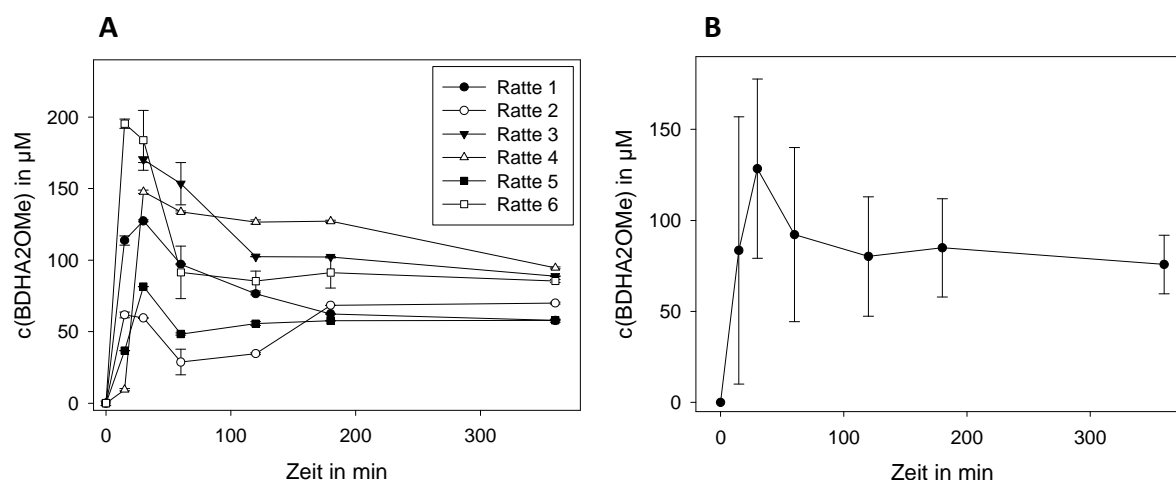 A
c(BDHA2OMe) in µM
200
150
100
50
0
0
100
200
300
Zeit in min
Ratte 1
Ratte 2
Ratte 3
Ratte 4
Ratte 5
Ratte 6
B
c(BDHA2OMe) in µM
150
100
50
0
0
100
200
300
Zeit in min